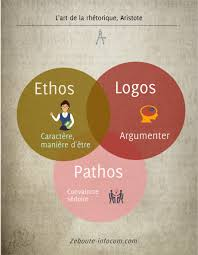 L'art de la rhétorique, Aristote
Ethos
Logos
Caractère,
manière d'être
Argumenter
Pathos
Convaincre
séduire
Zeboute-infocom.com